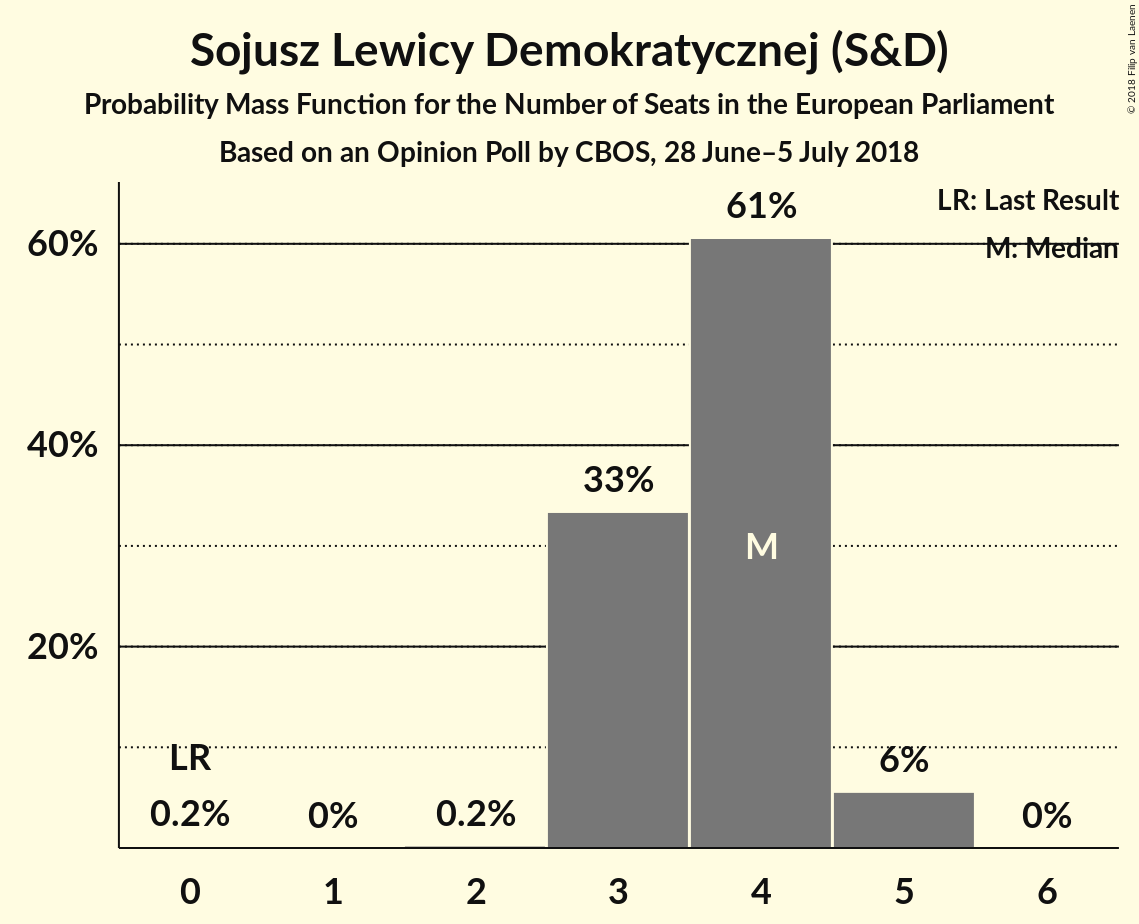 Sojusz Lewicy Demokratycznej (S&D)
Probability Mass Function for the Number of Seats in the European Parliament
Based on an Opinion Poll by CBOS, 28 June–5 July 2018
© 2018 Filip van Laenen
LR: Last Result
M: Median
61%
60%
40%
33%
M
20%
LR
6%
0.2%
0%
0.2%
0%
0 1 2 3 4 5 6